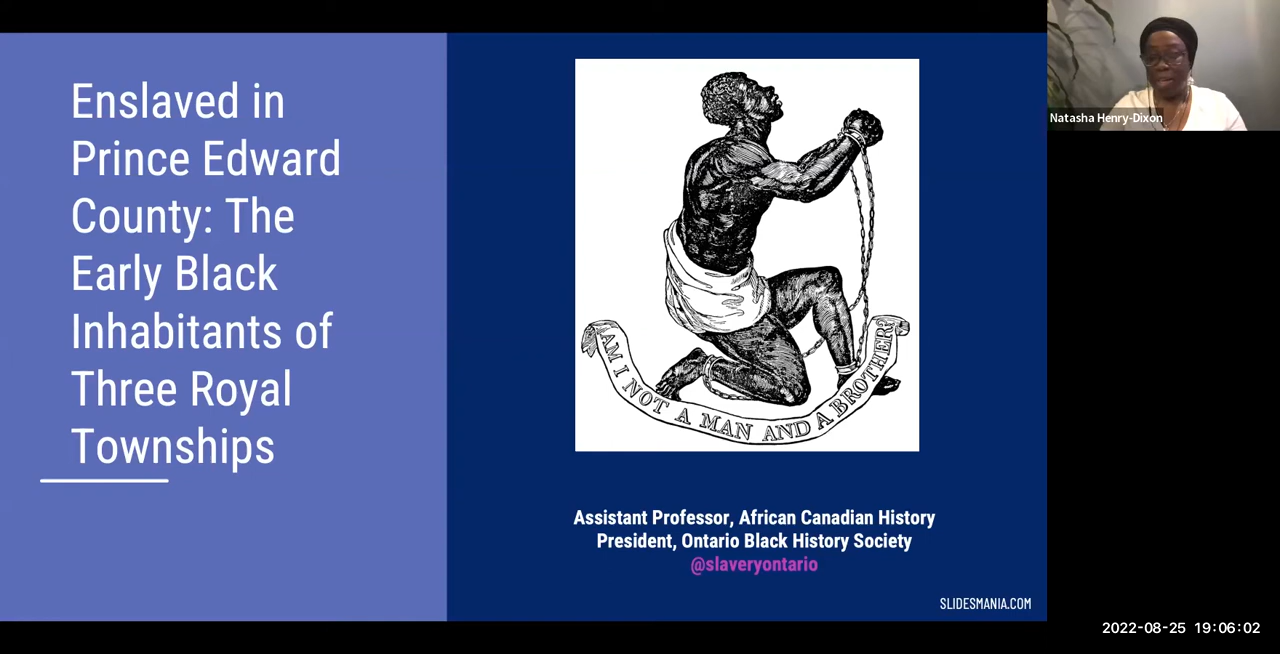 Enslaved in
Prince Edward
County: The
Early Black
Inhabitants of
Three Royal
Townships
AM I NOT A MAN AND A BROTHER?
Assistant Professor, African Canadian History
President, Ontario Black History Society
@slaveryontario
SLIDESMANIA.COM
Natasha Henry-Dixon
2022-08-25 19:06:02